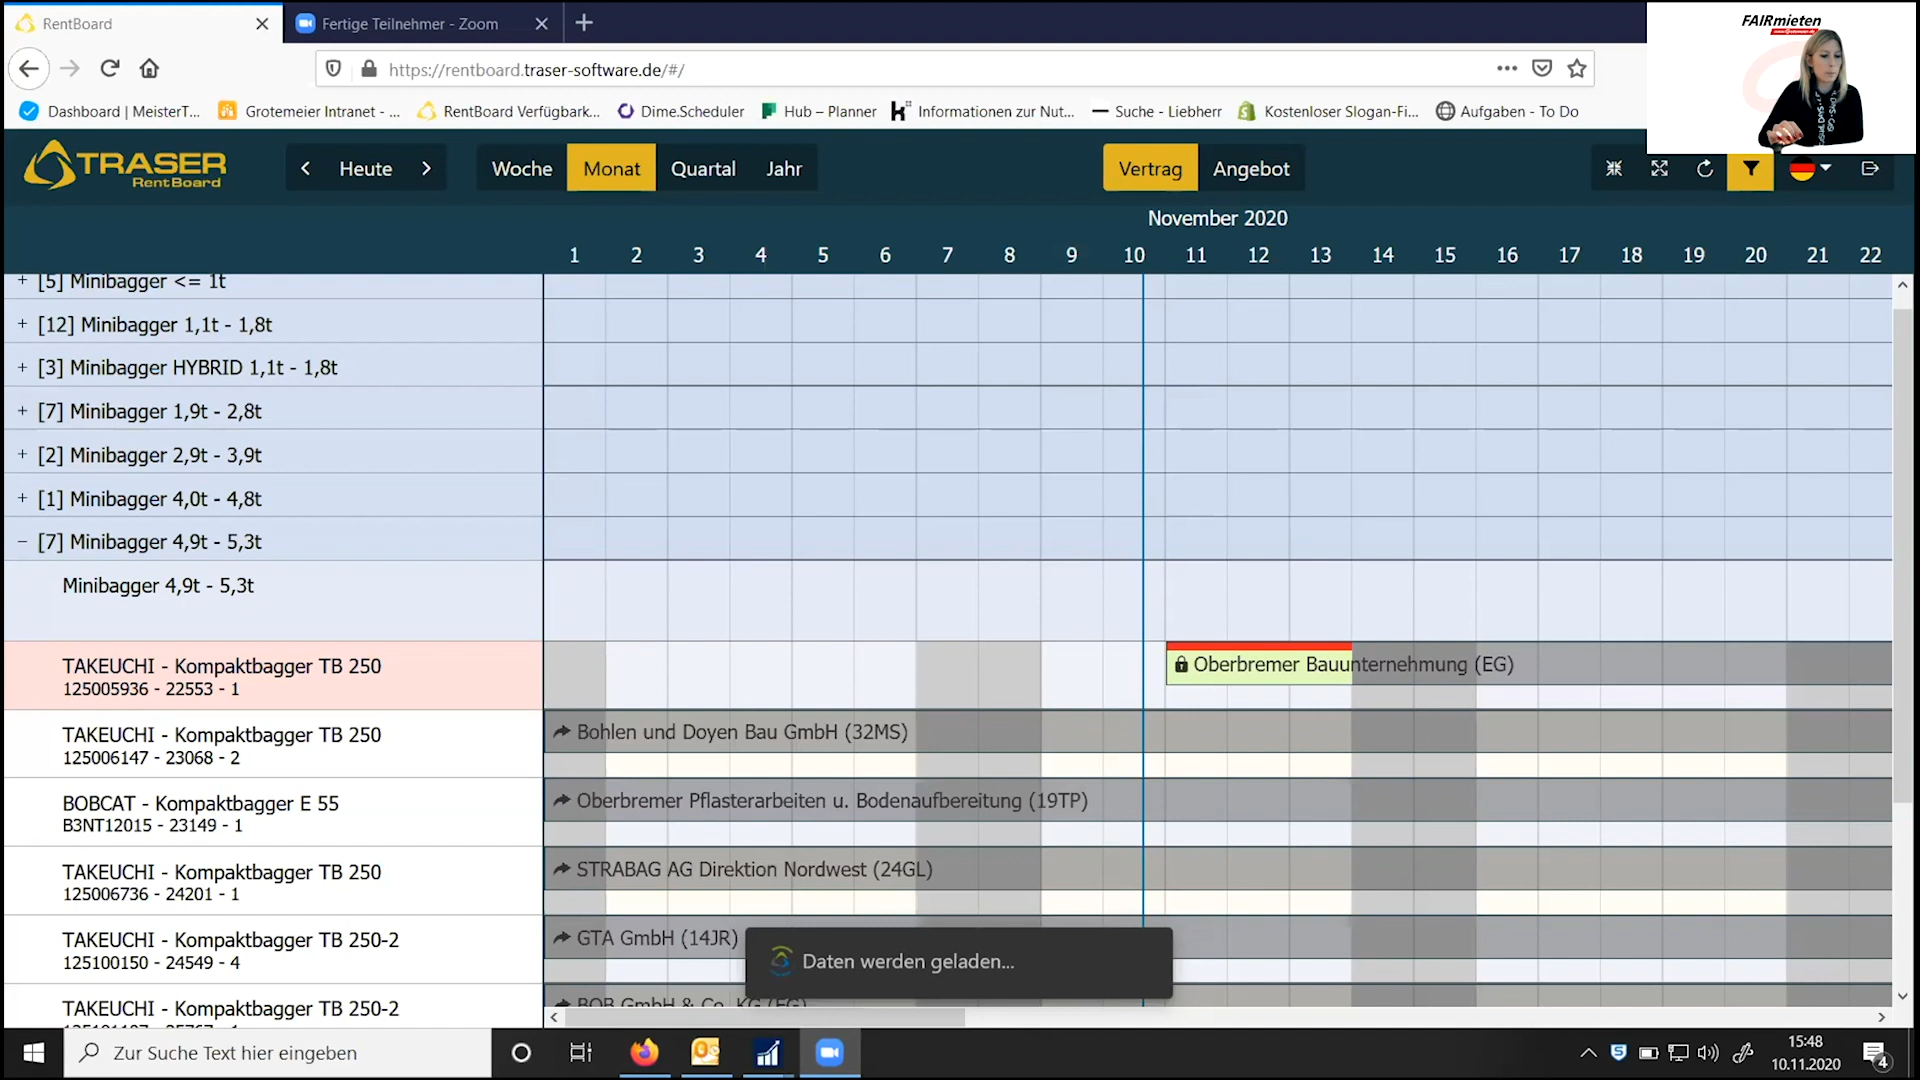 RentBoard
Fertige Teilnehmer - Zoom
FAIRmieten
https://rentboard.traser-software.de/#/
Dashboard | MeisterT...
Grotemeier Intranet - ...
RentBoard Verfügbark...
Dime.Scheduler
Hub – Planner
Informationen zur Nut...
Suche - Liebherr
Kostenloser Slogan-Fi...
Aufgaben - To Do
TRASER
RentBoard
Heute
Woche
Monat
Quartal
Jahr
Vertrag
Angebot
November 2020
1 2 3 4 5 6 7 8 9 10 11 12 13 14 15 16 17 18 19 20 21 22
+ [5] Minibagger <= 1t
+ [12] Minibagger 1,1t - 1,8t
+ [3] Minibagger HYBRID 1,1t - 1,8t
+ [7] Minibagger 1,9t - 2,8t
+ [2] Minibagger 2,9t - 3,9t
+ [1] Minibagger 4,0t - 4,8t
− [7] Minibagger 4,9t - 5,3t
Minibagger 4,9t - 5,3t
TAKEUCHI - Kompaktbagger TB 250
125005936 - 22553 - 1
Oberbremer Bauunternehmung (EG)
TAKEUCHI - Kompaktbagger TB 250
125006147 - 23068 - 2
Bohlen und Doyen Bau GmbH (32MS)
BOBCAT - Kompaktbagger E 55
B3NT12015 - 23149 - 1
Oberbremer Pflasterarbeiten u. Bodenaufbereitung (19TP)
TAKEUCHI - Kompaktbagger TB 250
125006736 - 24201 - 1
STRABAG AG Direktion Nordwest (24GL)
TAKEUCHI - Kompaktbagger TB 250-2
125100150 - 24549 - 4
GTA GmbH (14JR)
Daten werden geladen...
TAKEUCHI - Kompaktbagger TB 250-2
BOB GmbH & Co. KG (EG)
Zur Suche Text hier eingeben
15:48
10.11.2020
4